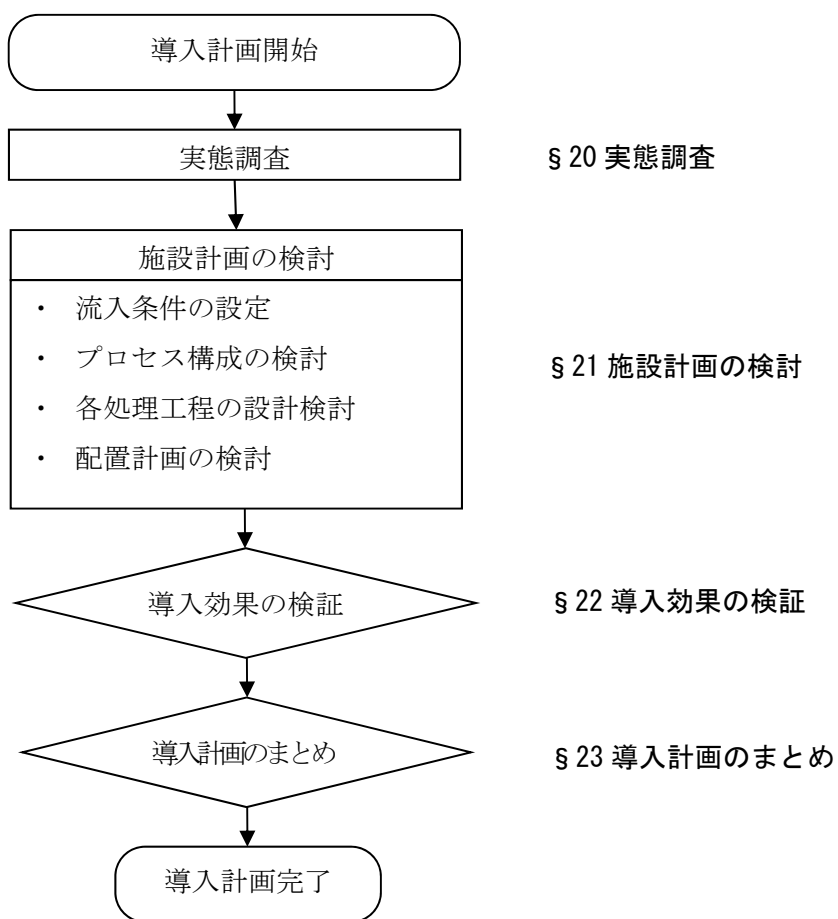 導入計画開始
実態調査
§20 実態調査
施設計画の検討
・ 流入条件の設定
・ プロセス構成の検討
・ 各処理工程の設計検討
・ 配置計画の検討
§21 施設計画の検討
導入効果の検証
§22 導入効果の検証
導入計画のまとめ
§23 導入計画のまとめ
導入計画完了